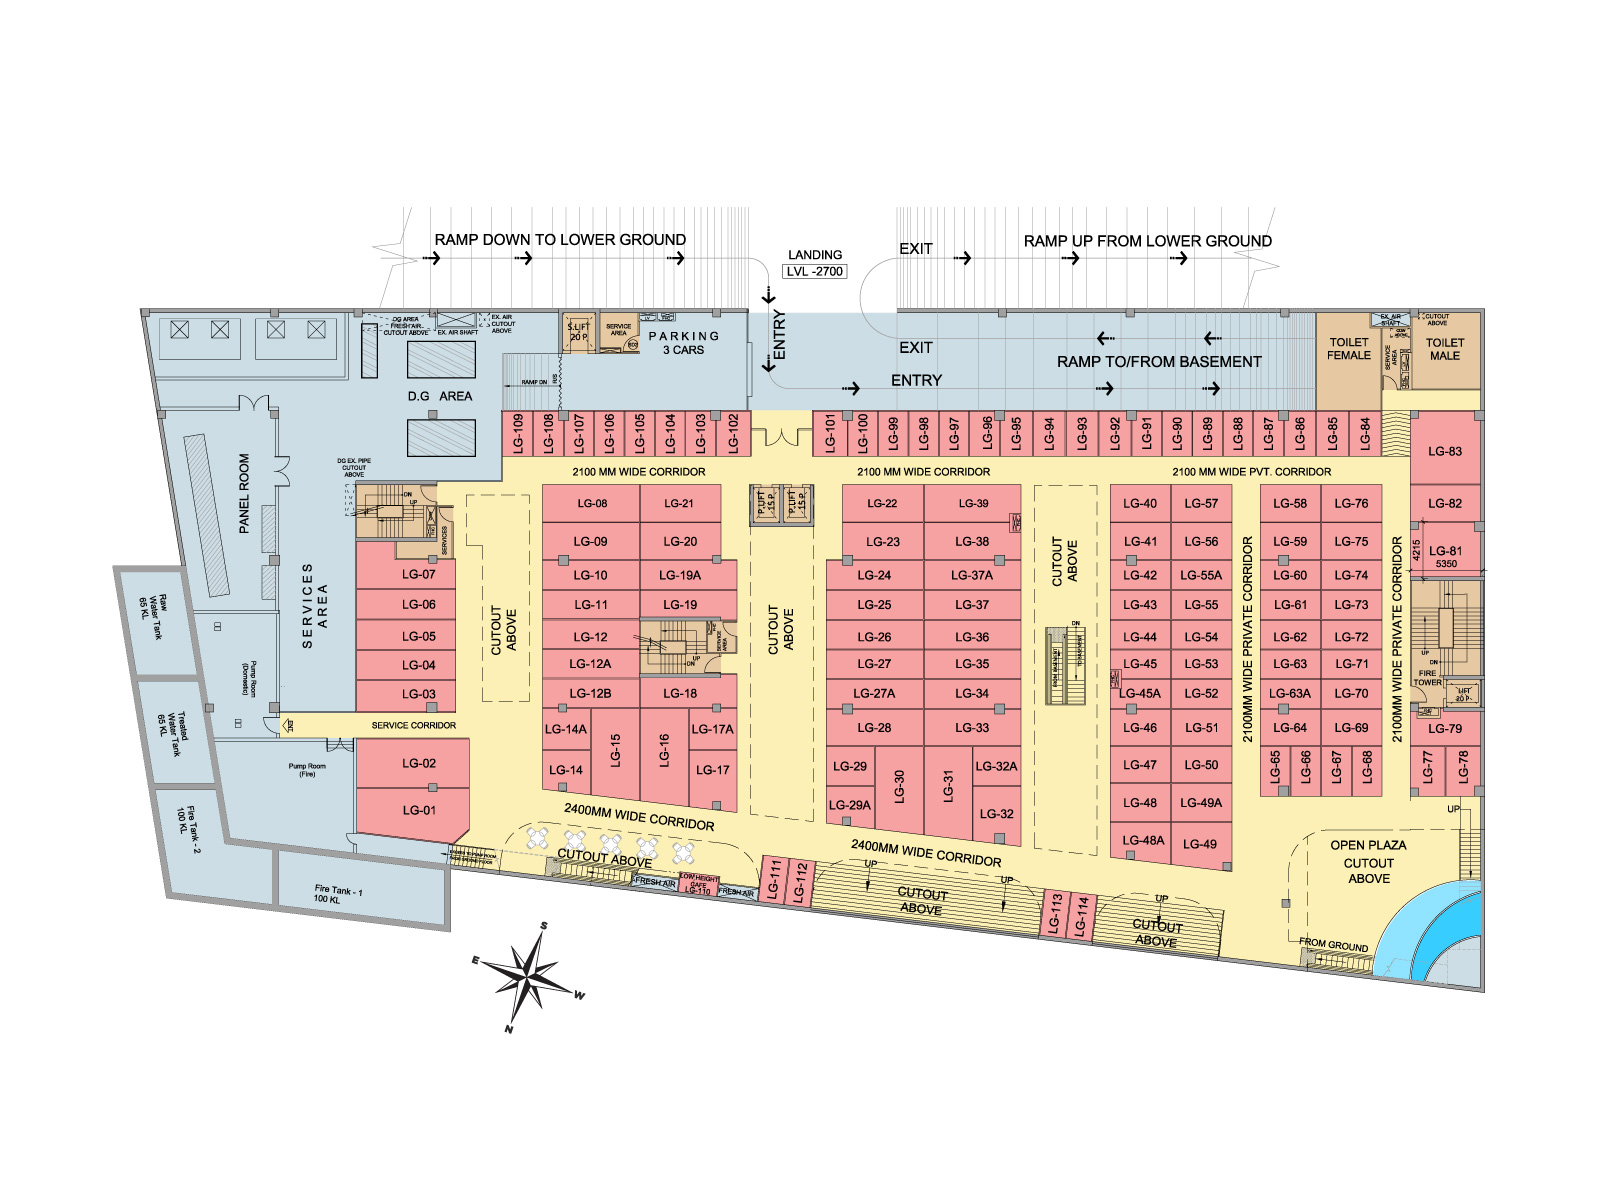 RAMP DOWN TO LOWER GROUND
LANDING
LVL -2700
EXIT
RAMP UP FROM LOWER GROUND
DG AREA
FRESH AIR
CUTOUT ABOVE
EX. AIR SHAFT
EX. AIR
CUTOUT
ABOVE
S.LIFT
20 P.
SERVICE
AREA
PARKING
3 CARS
ENTRY
EXIT
ENTRY
RAMP TO/FROM BASEMENT
TOILET
FEMALE
EX. AIR
SHAFT
CUTOUT
ABOVE
SERVICE
AREA
TOILET
MALE
RAMP DN
D.G AREA
LG-109
LG-108
LG-107
LG-106
LG-105
LG-104
LG-103
LG-102
LG-101
LG-100
LG-99
LG-98
LG-97
LG-96
LG-95
LG-94
LG-93
LG-92
LG-91
LG-90
LG-89
LG-88
LG-87
LG-86
LG-85
LG-84
LG-83
LG-82
LG-81
4215
5350
2100 MM WIDE CORRIDOR
2100 MM WIDE CORRIDOR
2100 MM WIDE PVT. CORRIDOR
PANEL ROOM
DG EX. PIPE
CUTOUT
ABOVE
DN
UP
SERVICES
SERVICES
AREA
LG-07
LG-06
LG-05
LG-04
LG-03
SERVICE CORRIDOR
LG-02
LG-01
CUTOUT
ABOVE
LG-08
LG-21
LG-09
LG-20
LG-10
LG-19A
LG-11
LG-19
LG-12
LG-12A
SERVICE
AREA
UP
DN
LG-12B
LG-18
LG-14A
LG-15
LG-16
LG-17A
LG-14
LG-17
P.LIFT
15 P.
P.LIFT
15 P.
CUTOUT
ABOVE
LG-22
LG-39
LG-23
LG-38
LG-24
LG-37A
LG-25
LG-37
LG-26
LG-36
LG-27
LG-35
LG-27A
LG-34
LG-28
LG-33
LG-29
LG-30
LG-31
LG-32A
LG-29A
LG-32
CUTOUT
ABOVE
DN
LG-40
LG-57
LG-41
LG-56
LG-42
LG-55A
LG-43
LG-55
LG-44
LG-54
LG-45
LG-53
LG-45A
LG-52
LG-46
LG-51
LG-47
LG-50
LG-48
LG-49A
LG-48A
LG-49
2100MM WIDE PRIVATE CORRIDOR
LG-58
LG-76
LG-59
LG-75
LG-60
LG-74
LG-61
LG-73
LG-62
LG-72
LG-63
LG-71
LG-63A
LG-70
LG-64
LG-69
LG-65
LG-66
LG-67
LG-68
2100MM WIDE PRIVATE CORRIDOR
UP
DN
FIRE
TOWER
LIFT
20 P.
LG-79
LG-77
LG-78
UP
Raw
Water Tank
65 KL
Treated
Water Tank
65 KL
Fire Tank - 2
100 KL
Fire Tank - 1
100 KL
Pump Room
(Domestic)
Pump Room
(Fire)
2400MM WIDE CORRIDOR
CUTOUT ABOVE
FRESH AIR
LOW HEIGHT
CAFE
LG-110
FRESH AIR
LG-111
LG-112
2400MM WIDE CORRIDOR
UP
UP
CUTOUT
ABOVE
LG-113
LG-114
UP
CUTOUT
ABOVE
OPEN PLAZA
CUTOUT
ABOVE
FROM GROUND
S
E
W
N